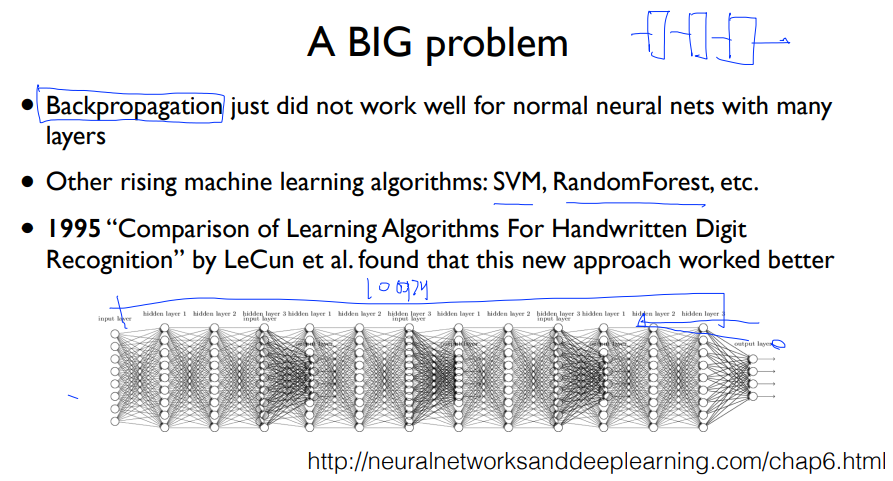 A BIG problem
• Backpropagation just did not work well for normal neural nets with many
layers
• Other rising machine learning algorithms: SVM, RandomForest, etc.
• 1995 “Comparison of Learning Algorithms For Handwritten Digit
Recognition” by LeCun et al. found that this new approach worked better
input layer hidden layer 1 hidden layer 2 hidden layer 3 hidden layer 1 hidden layer 2 hidden layer 3 hidden layer 1 hidden layer 2 hidden layer 3 hidden layer 1 hidden layer 2 hidden layer 3
input layer input layer input layer
output layer output layer output layer output layer
http://neuralnetworksanddeeplearning.com/chap6.html